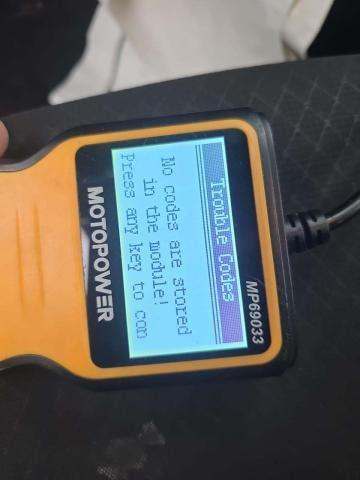 MP69033
Trouble Codes
No codes are stored
in the module!
Press any key to con
MOTOPOWER